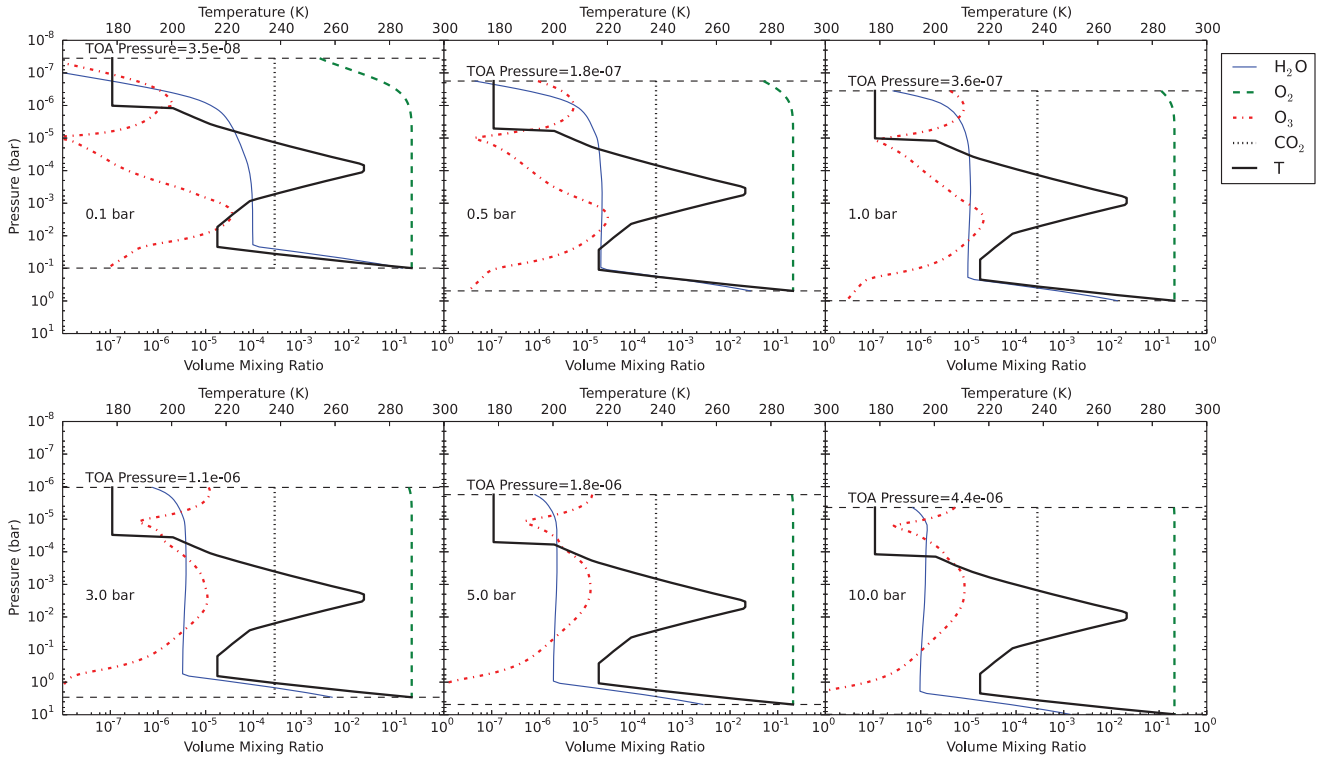 Temperature (K) Temperature (K) Temperature (K)
180 200 220 240 260 280 300 180 200 220 240 260 280 300 180 200 220 240 260 280 300
10⁻⁸
TOA Pressure=3.5e-08
10⁻⁷
TOA Pressure=1.8e-07
TOA Pressure=3.6e-07
10⁻⁶
10⁻⁵
10⁻⁴
10⁻³
10⁻²
10⁻¹
10⁰
10¹
Pressure (bar)
0.1 bar 0.5 bar 1.0 bar
10⁻⁷ 10⁻⁶ 10⁻⁵ 10⁻⁴ 10⁻³ 10⁻² 10⁻¹ 10⁰ 10⁻⁷ 10⁻⁶ 10⁻⁵ 10⁻⁴ 10⁻³ 10⁻² 10⁻¹ 10⁰ 10⁻⁷ 10⁻⁶ 10⁻⁵ 10⁻⁴ 10⁻³ 10⁻² 10⁻¹ 10⁰
Volume Mixing Ratio Volume Mixing Ratio Volume Mixing Ratio
H₂O
O₂
O₃
CO₂
T
Temperature (K) Temperature (K) Temperature (K)
180 200 220 240 260 280 300 180 200 220 240 260 280 300 180 200 220 240 260 280 300
10⁻⁸
10⁻⁷
TOA Pressure=1.1e-06
TOA Pressure=1.8e-06
TOA Pressure=4.4e-06
10⁻⁶
10⁻⁵
10⁻⁴
10⁻³
10⁻²
10⁻¹
10⁰
10¹
Pressure (bar)
3.0 bar 5.0 bar 10.0 bar
10⁻⁷ 10⁻⁶ 10⁻⁵ 10⁻⁴ 10⁻³ 10⁻² 10⁻¹ 10⁰ 10⁻⁷ 10⁻⁶ 10⁻⁵ 10⁻⁴ 10⁻³ 10⁻² 10⁻¹ 10⁰ 10⁻⁷ 10⁻⁶ 10⁻⁵ 10⁻⁴ 10⁻³ 10⁻² 10⁻¹ 10⁰
Volume Mixing Ratio Volume Mixing Ratio Volume Mixing Ratio